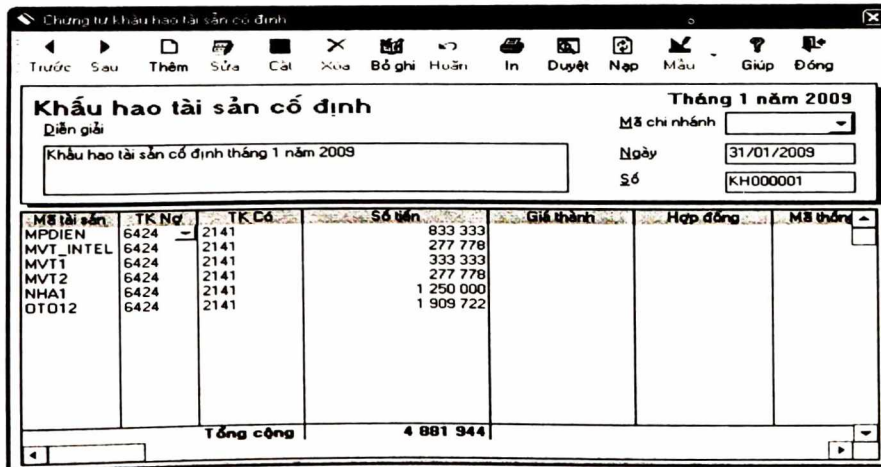 Chứng từ khấu hao tài sản cố định
Trước Sau Thêm Sửa Cất Xóa Bỏ ghi Hoãn In Duyệt Nạp Mẫu Giúp Đóng
Khấu hao tài sản cố định
Tháng 1 năm 2009
Diễn giải
Mã chi nhánh
Khấu hao tài sản cố định tháng 1 năm 2009
Ngày 31/01/2009
Số KH000001
Mã tài sản TK Nợ TK Có Số tiền Giá thành Hợp đồng Mã thống
MPDIEN 6424 2141 833 333
MVT_INTEL 6424 2141 277 778
MVT1 6424 2141 333 333
MVT2 6424 2141 277 778
NHA1 6424 2141 1 250 000
OTO12 6424 2141 1 909 722
Tổng cộng 4 881 944